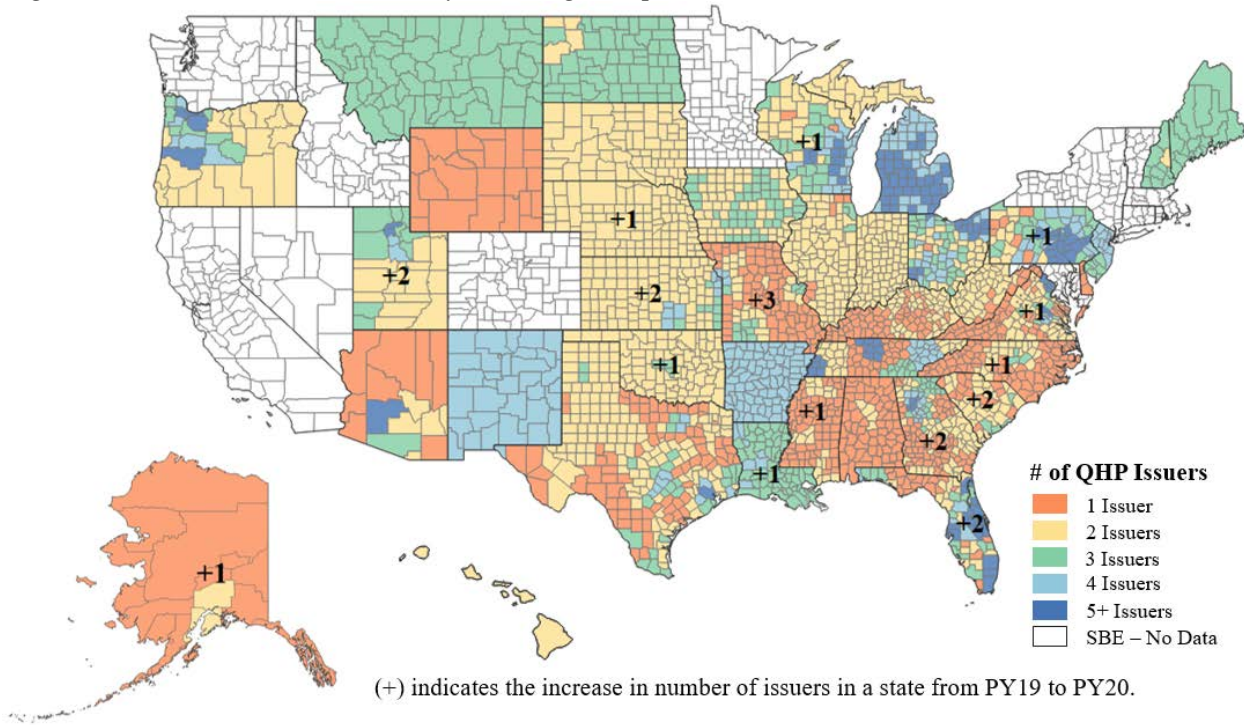 +1
+1
+1
+2
+2
+3
+1
+1
+1
+2
+1
+2
+1
# of QHP Issuers
1 Issuer
2 Issuers
3 Issuers
4 Issuers
5+ Issuers
SBE – No Data
+2
+1
(+) indicates the increase in number of issuers in a state from PY19 to PY20.